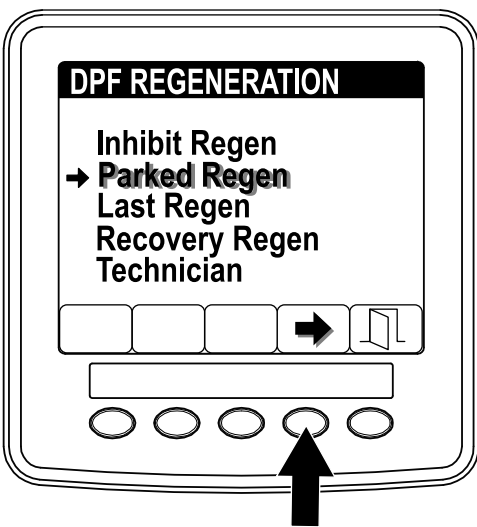 DPF REGENERATION
Inhibit Regen
Parked Regen
Last Regen
Recovery Regen
Technician